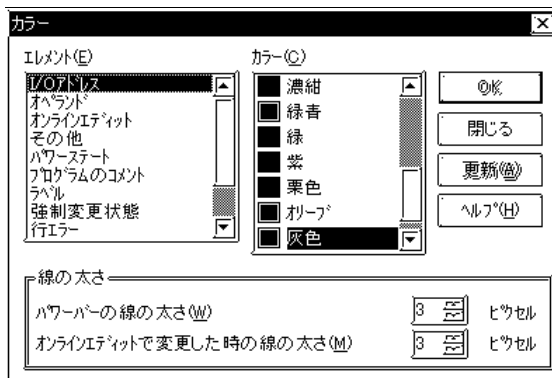 カラー
エレメント(E)
I/Oアドレス
オペランド
オンラインエディット
その他
パワーステート
プログラムのコメント
ラベル
強制変更状態
行エラー
カラー(C)
濃紺
緑青
緑
紫
栗色
オリーブ
灰色
OK
閉じる
更新(A)
ヘルプ(H)
線の太さ
パワーバーの線の太さ(W) 3 ピクセル
オンラインエディットで変更した時の線の太さ(M) 3 ピクセル